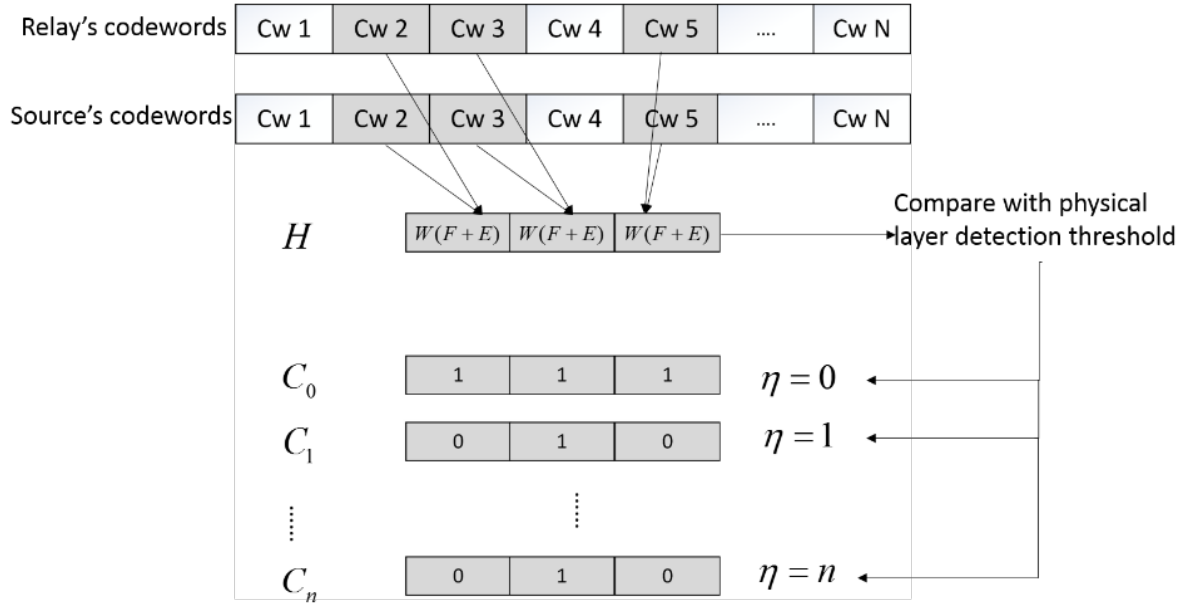 Relay's codewords Cw 1 Cw 2 Cw 3 Cw 4 Cw 5 .... Cw N
Source's codewords Cw 1 Cw 2 Cw 3 Cw 4 Cw 5 .... Cw N
Compare with physical
layer detection threshold
H W(F+E) W(F+E) W(F+E)
C₀ 1 1 1 η = 0
C₁ 0 1 0 η = 1
Cₙ 0 1 0 η = n